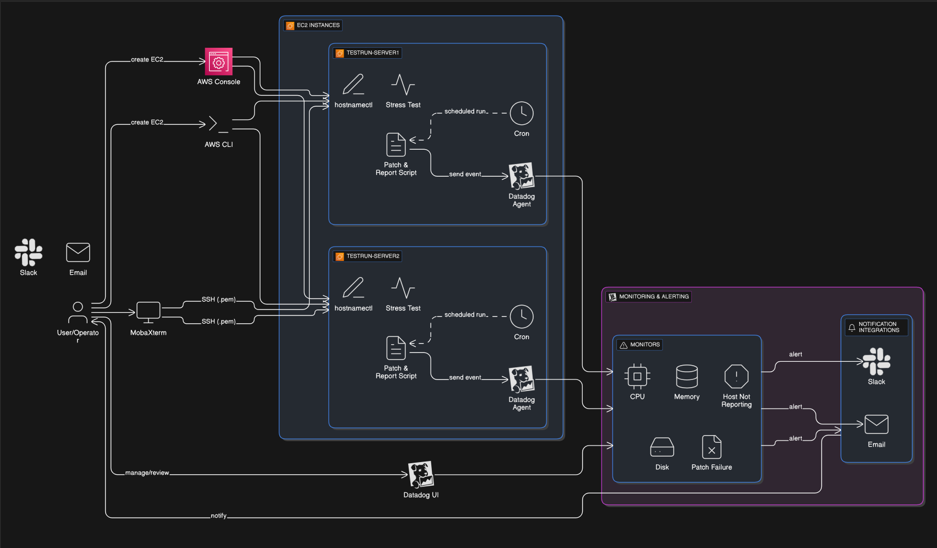 EC2 INSTANCES
TESTRUN-SERVER1
create EC2
AWS Console
hostnamectl
Stress Test
scheduled run
Cron
create EC2
AWS CLI
Patch &
Report Script
send event
Datadog
Agent
TESTRUN-SERVER2
Slack
Email
hostnamectl
Stress Test
SSH (.pem)
MONITORING & ALERTING
scheduled run
SSH (.pem)
User/Operato
r
MobaXterm
Cron
NOTIFICATION
INTEGRATIONS
MONITORS
Patch &
Report Script
send event
alert
Slack
Datadog
Agent
CPU
Memory
Host Not
Reporting
alert
alert
Email
Disk
Patch Failure
manage/review
Datadog UI
notify